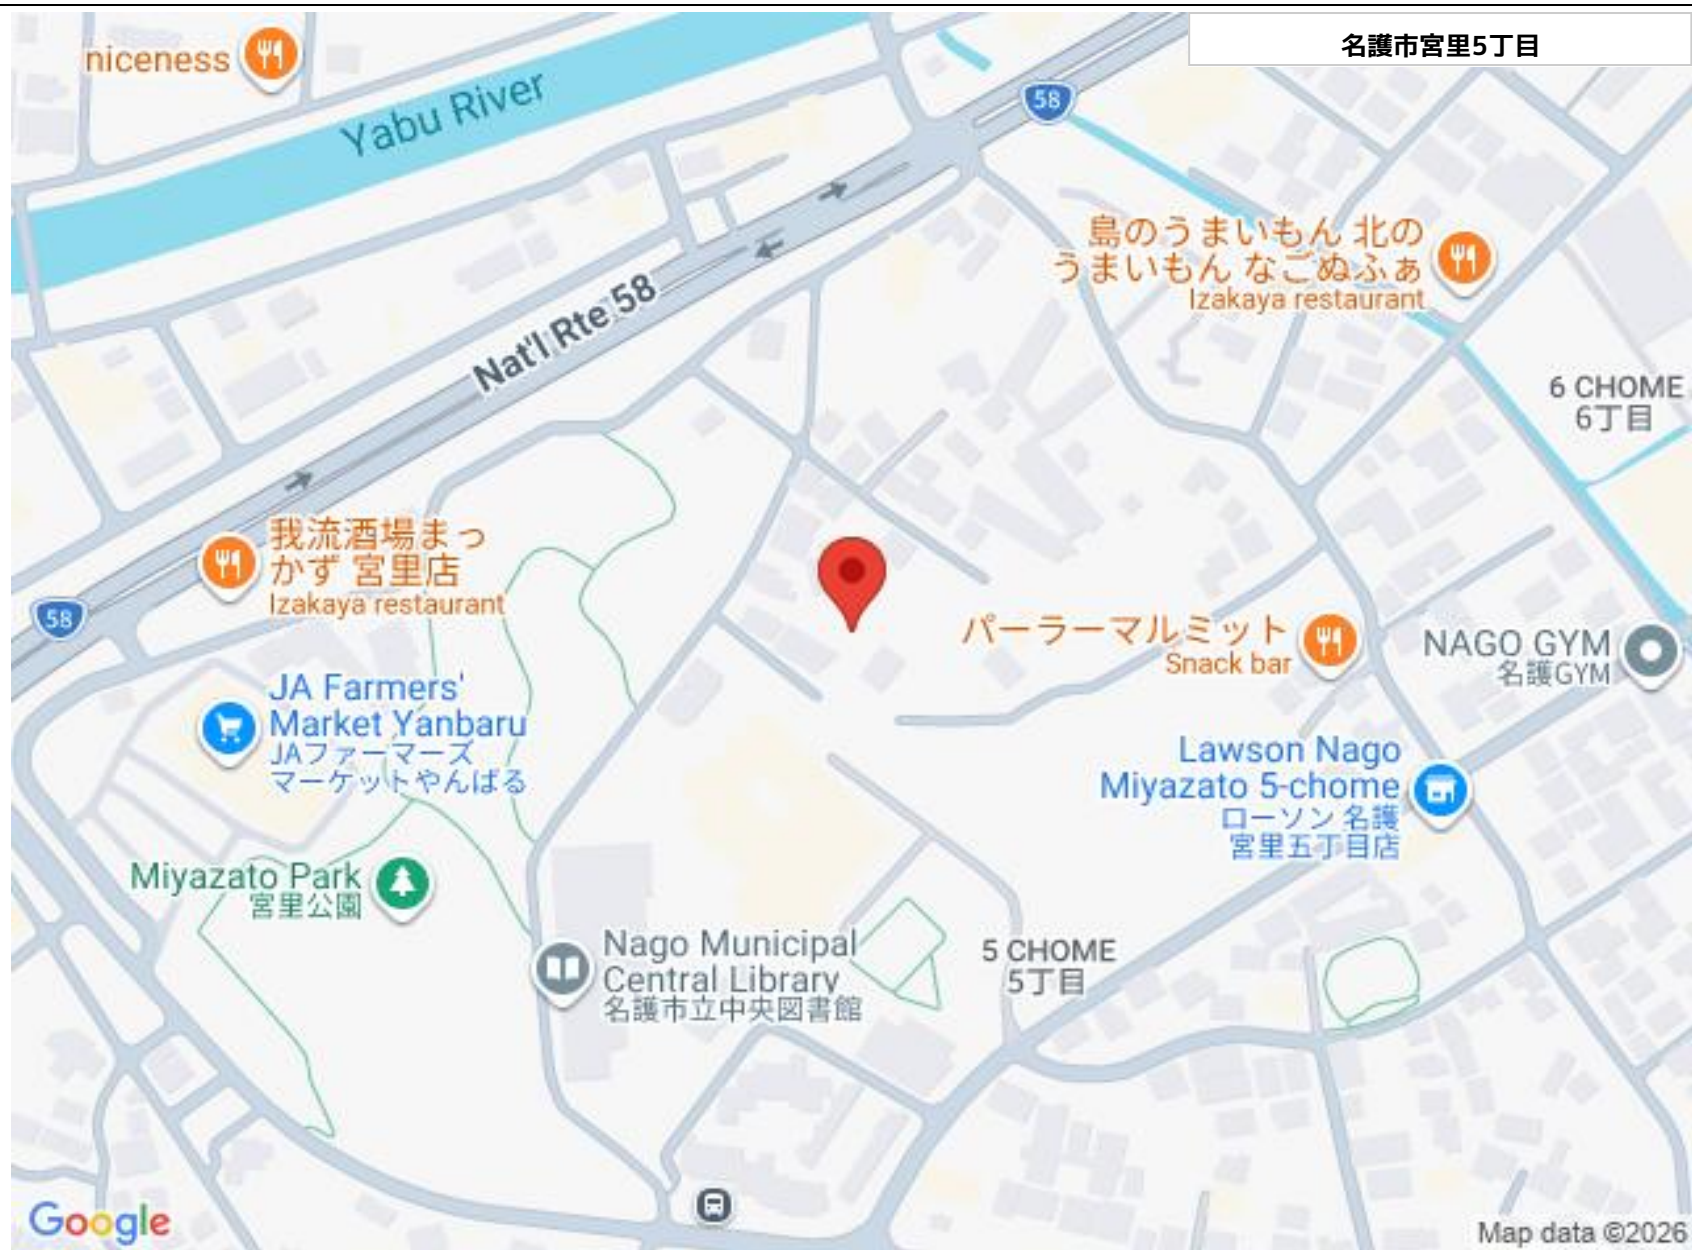 名護市宮里5丁目
niceness
Yabu River
58
島のうまいもん 北の
うまいもん なごぬふぁ
Izakaya restaurant
Nat'l Rte 58
6 CHOME
6丁目
我流酒場まっ
かず 宮里店
Izakaya restaurant
58
パーラーマルミット
Snack bar
NAGO GYM
名護GYM
JA Farmers'
Market Yanbaru
JAファーマーズ
マーケットやんばる
Lawson Nago
Miyazato 5-chome
ローソン 名護
宮里五丁目店
Miyazato Park
宮里公園
Nago Municipal
Central Library
名護市立中央図書館
5 CHOME
5丁目
Google
Map data ©2026